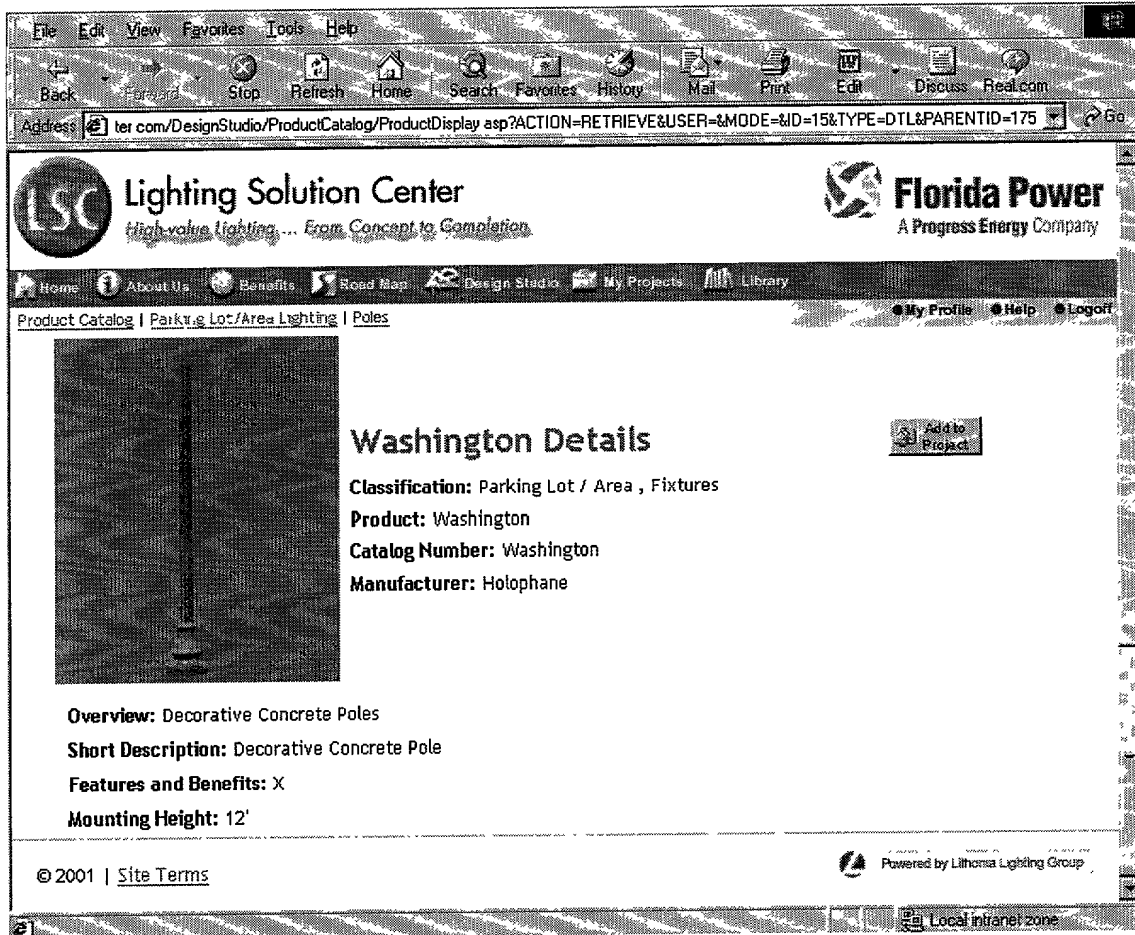 File Edit View Favorites Tools Help
Back Forward Stop Refresh Home Search Favorites History Mail Print Edit Discuss Real.com
Address ter com/DesignStudio/ProductCatalog/ProductDisplay asp?ACTION=RETRIEVE&USER=&MODE=&ID=15&TYPE=DTL&PARENTID=175 Go
LSC Lighting Solution Center
High-value Lighting... From Concept to Completion
Florida Power
A Progress Energy Company
Home About Us Benefits Road Map Design Studio My Projects Library
Product Catalog | Parking Lot/Area Lighting | Poles
My Profile Help Logoff
Washington Details
Add to
Project
Classification: Parking Lot / Area , Fixtures
Product: Washington
Catalog Number: Washington
Manufacturer: Holophane
Overview: Decorative Concrete Poles
Short Description: Decorative Concrete Pole
Features and Benefits: X
Mounting Height: 12'
© 2001 | Site Terms
Powered by Lithonia Lighting Group
Local intranet zone